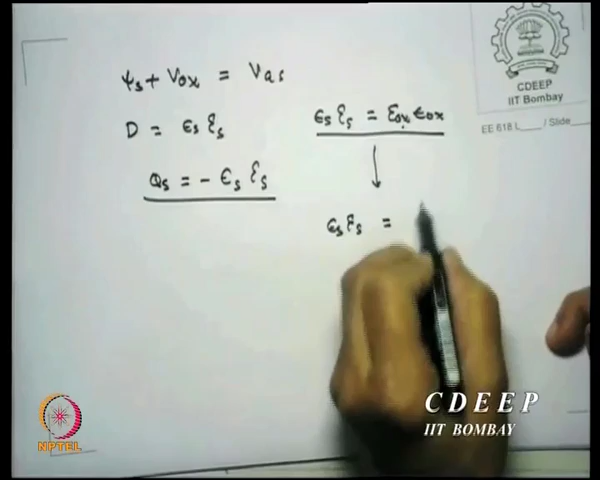 ψs + Vox = VGS
D = ϵs ℰs
Qs = - ϵs ℰs
ϵs ℰs = ℰox ϵox
ϵs ℰs =
CDEEP
IIT Bombay
EE 618 L___/ Slide
NPTEL
CDEEP
IIT BOMBAY